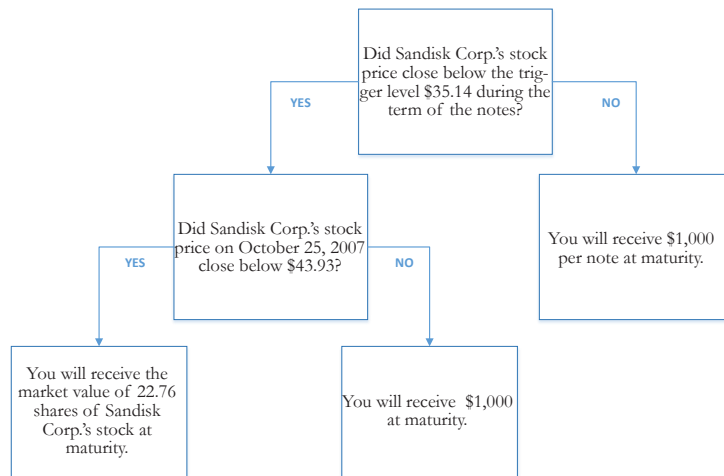 Did Sandisk Corp.'s stock
price close below the trig-
ger level $35.14 during the
term of the notes?
YES
NO
Did Sandisk Corp.'s stock
price on October 25, 2007
close below $43.93?
You will receive $1,000
per note at maturity.
YES
NO
You will receive the
market value of 22.76
shares of Sandisk
Corp.'s stock at
maturity.
You will receive $1,000
at maturity.